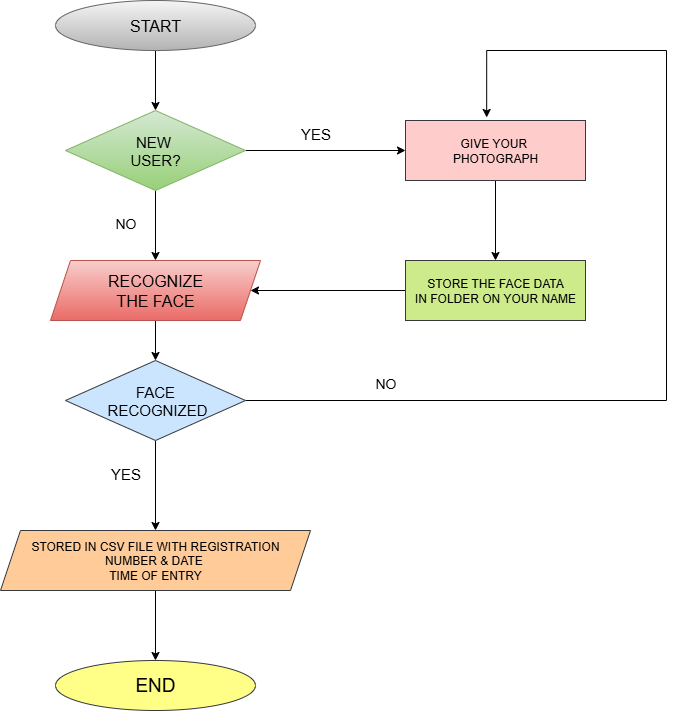 START
NEW
USER?
YES
GIVE YOUR
PHOTOGRAPH
NO
RECOGNIZE
THE FACE
STORE THE FACE DATA
IN FOLDER ON YOUR NAME
FACE
RECOGNIZED
NO
YES
STORED IN CSV FILE WITH REGISTRATION
NUMBER & DATE
TIME OF ENTRY
END